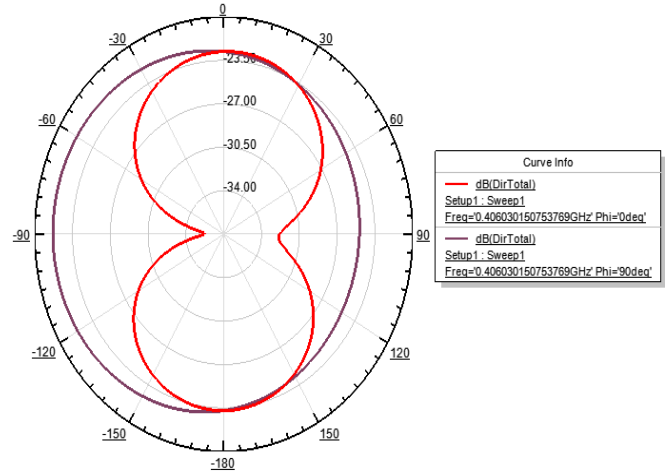 0
-30
30
-23.50
-60
-27.00
60
-30.50
-34.00
-90
90
-120
120
-150
150
-180
Curve Info
dB(DirTotal)
Setup1 : Sweep1
Freq='0.406030150753769GHz' Phi='0deg'
dB(DirTotal)
Setup1 : Sweep1
Freq='0.406030150753769GHz' Phi='90deg'